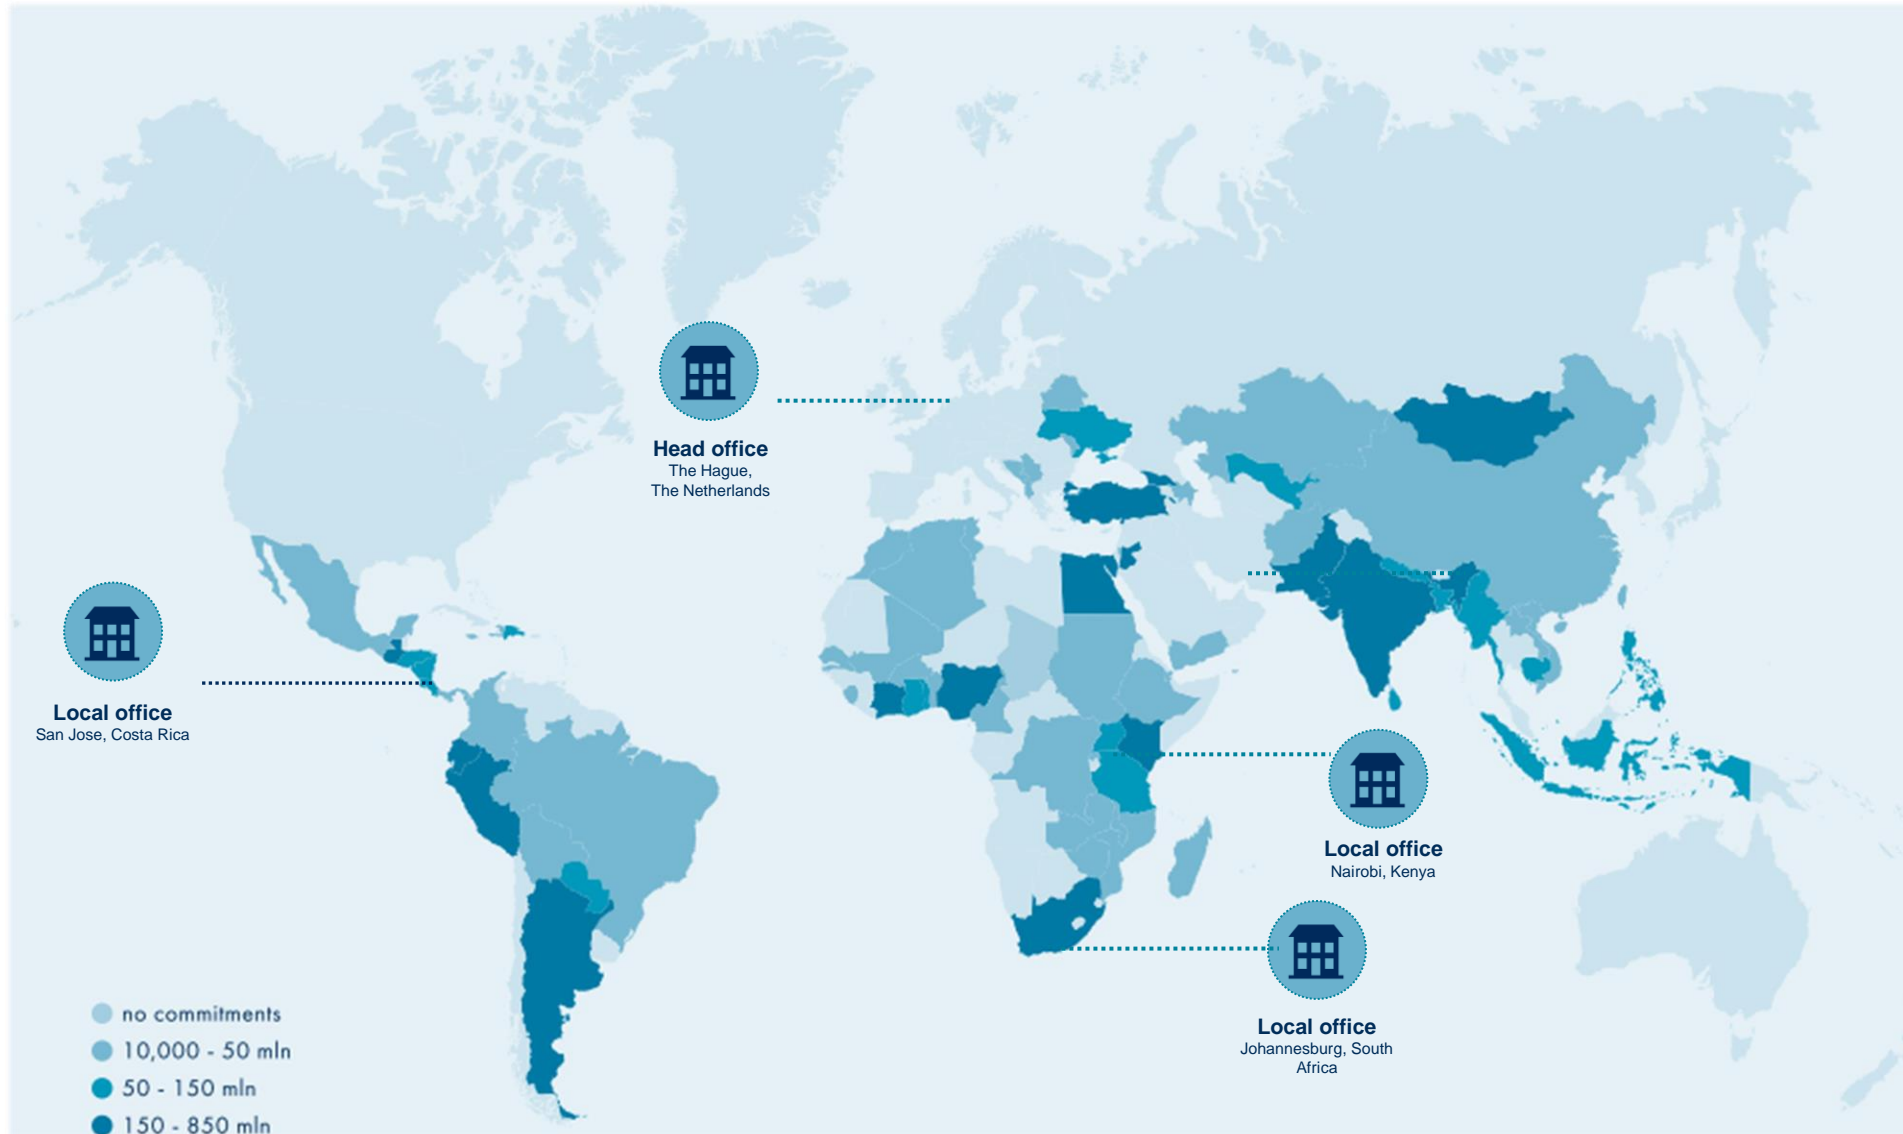 Head office
The Hague,
The Netherlands
Local office
San Jose, Costa Rica
Local office
Nairobi, Kenya
Local office
Johannesburg, South
Africa
no commitments
10,000 - 50 mln
50 - 150 mln
150 - 850 mln